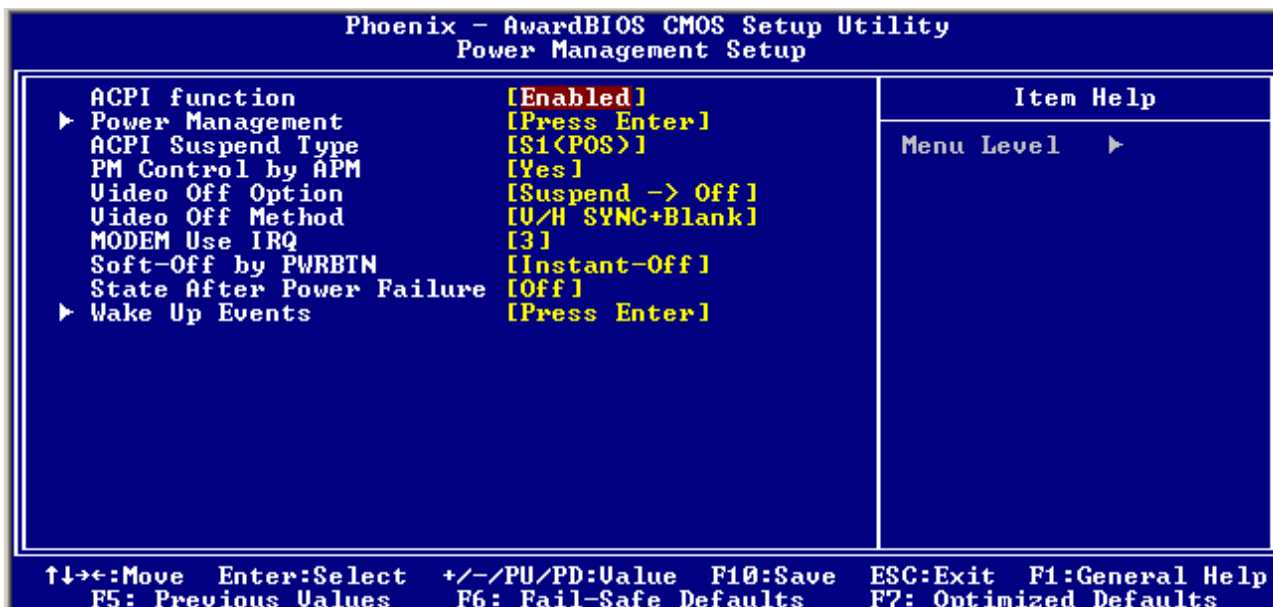 Phoenix - AwardBIOS CMOS Setup Utility
Power Management Setup
ACPI function [Enabled]
► Power Management [Press Enter]
ACPI Suspend Type [S1(POS)]
PM Control by APM [Yes]
Video Off Option [Suspend -> Off]
Video Off Method [V/H SYNC+Blank]
MODEM Use IRQ [3]
Soft-Off by PWRBTN [Instant-Off]
State After Power Failure [Off]
► Wake Up Events [Press Enter]
Item Help
Menu Level ►
↑↓→←:Move Enter:Select +/-/PU/PD:Value F10:Save ESC:Exit F1:General Help
F5: Previous Values F6: Fail-Safe Defaults F7: Optimized Defaults